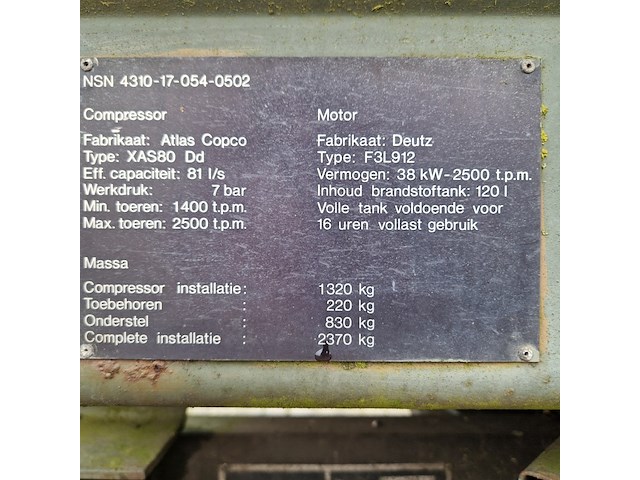 NSN 4310-17-054-0502
Compressor
Fabrikaat: Atlas Copco
Type: XAS80 Dd
Eff. capaciteit: 81 l/s
Werkdruk: 7 bar
Min. toeren: 1400 t.p.m.
Max. toeren: 2500 t.p.m.
Motor
Fabrikaat: Deutz
Type: F3L912
Vermogen: 38 kW-2500 t.p.m.
Inhoud brandstoftank: 120 l
Volle tank voldoende voor
16 uren vollast gebruik
Massa
Compressor installatie: 1320 kg
Toebehoren : 220 kg
Onderstel : 830 kg
Complete installatie : 2370 kg